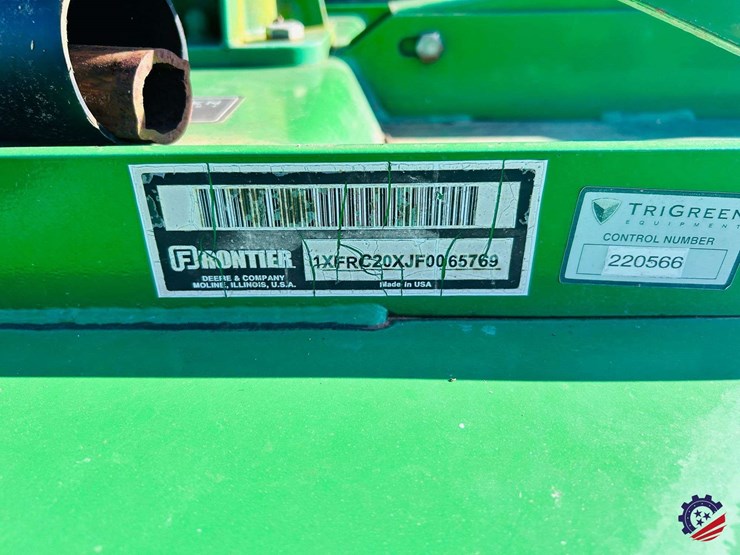 FRONTIER
1XFRC20XJF0065769
DEERE & COMPANY
MOLINE, ILLINOIS, U.S.A.
Made in USA
TRIGREEN
EQUIPMENT
CONTROL NUMBER
220566